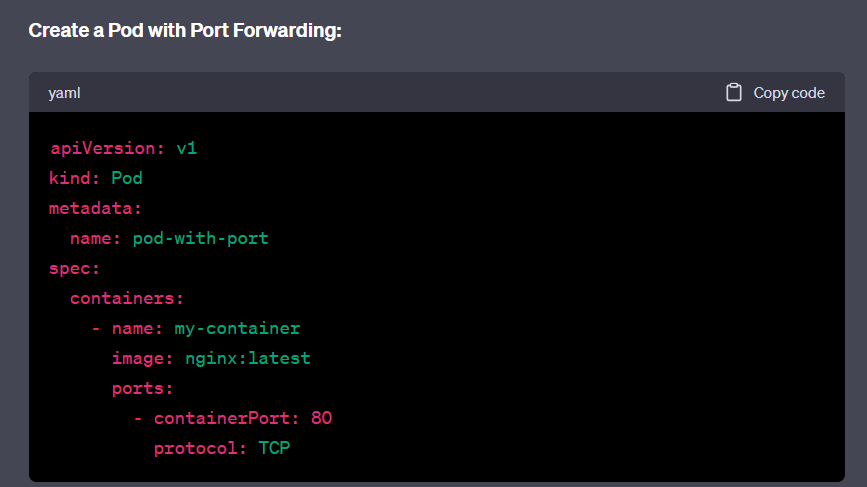 Create a Pod with Port Forwarding:
yaml Copy code
apiVersion: v1
kind: Pod
metadata:
  name: pod-with-port
spec:
  containers:
    - name: my-container
      image: nginx:latest
      ports:
        - containerPort: 80
          protocol: TCP